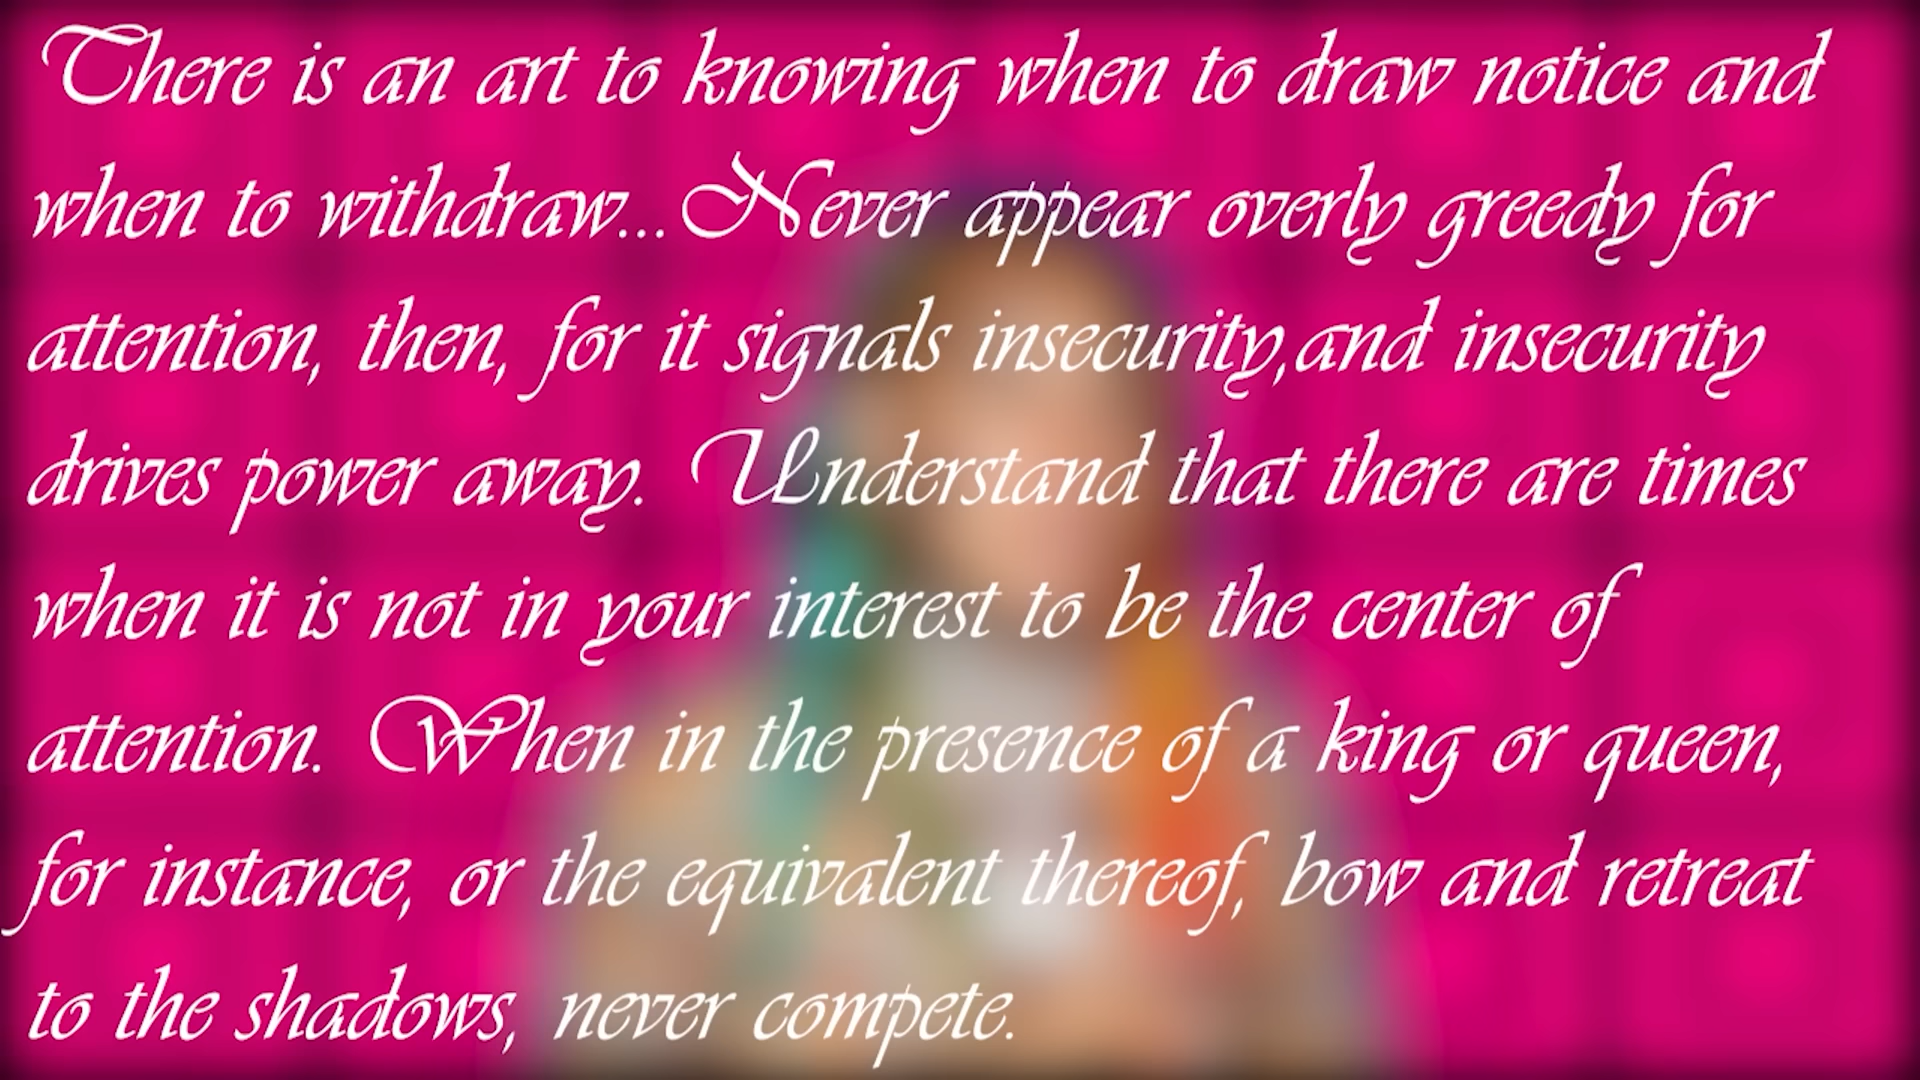 There is an art to knowing when to draw notice and
when to withdraw...Never appear overly greedy for
attention, then, for it signals insecurity,and insecurity
drives power away. Understand that there are times
when it is not in your interest to be the center of
attention. When in the presence of a king or queen,
for instance, or the equivalent thereof, bow and retreat
to the shadows, never compete.